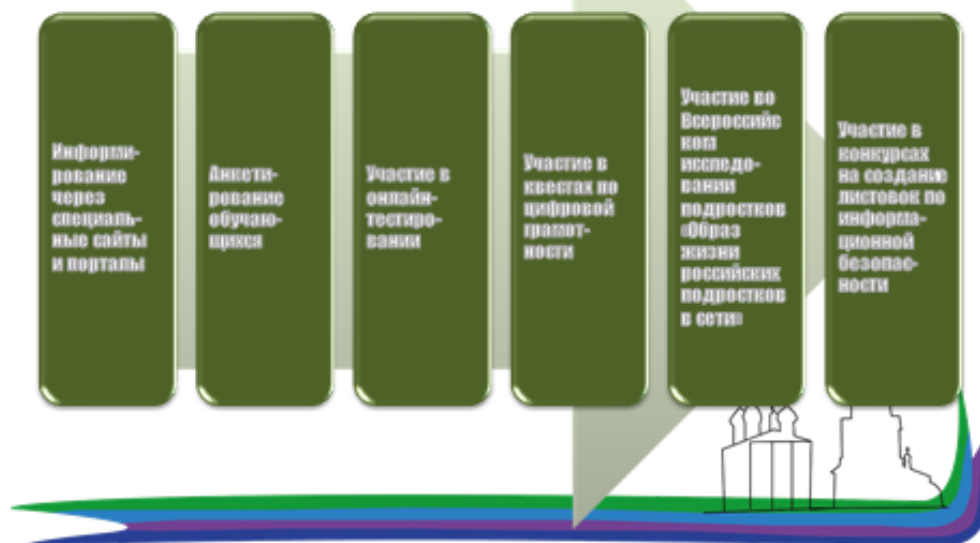 Информи-
рование
через
специаль-
ные сайты
и порталы
Анкети-
рование
обучаю-
щихся
Участие в
онлайн-
тестиро-
вании
Участие в
квестах по
цифровой
грамот-
ности
Участие во
Всероссийс
ком
исследо-
вании
подростков
«Образ
жизни
российских
подростков
в сети»
Участие в
конкурсах
на создание
листовок по
информа-
ционной
безопас-
ности